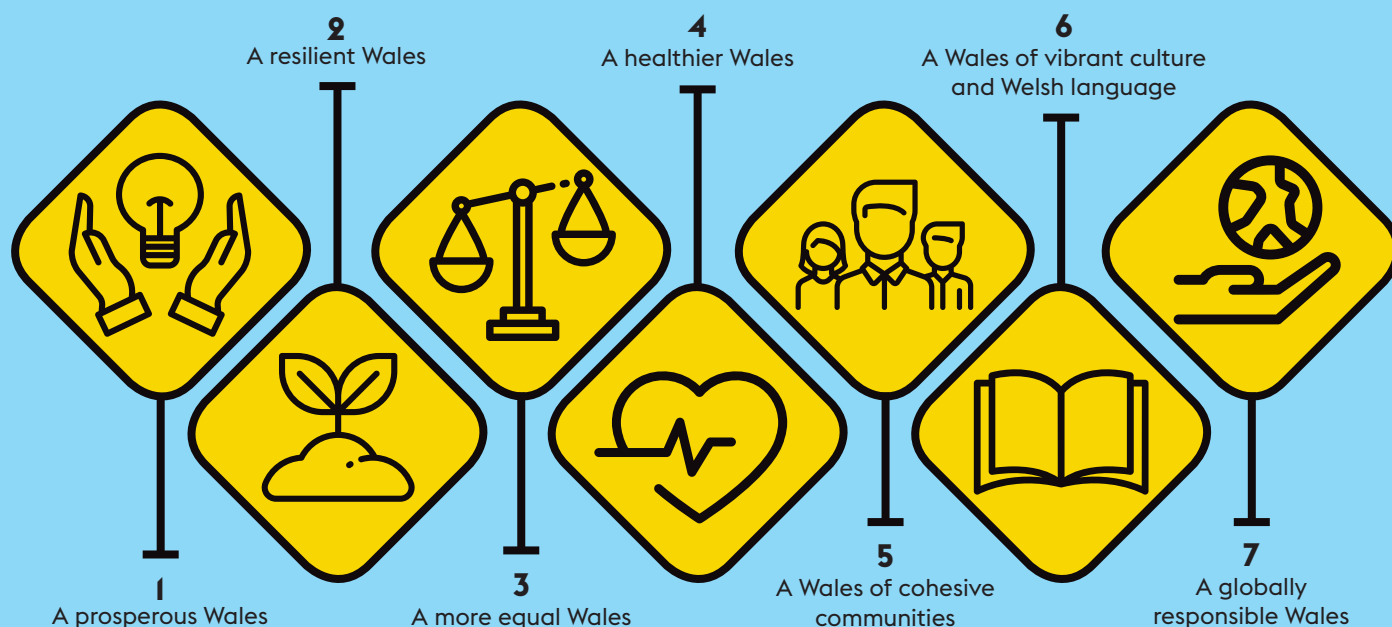 1
A prosperous Wales
2
A resilient Wales
3
A more equal Wales
4
A healthier Wales
5
A Wales of cohesive
communities
6
A Wales of vibrant culture
and Welsh language
7
A globally
responsible Wales